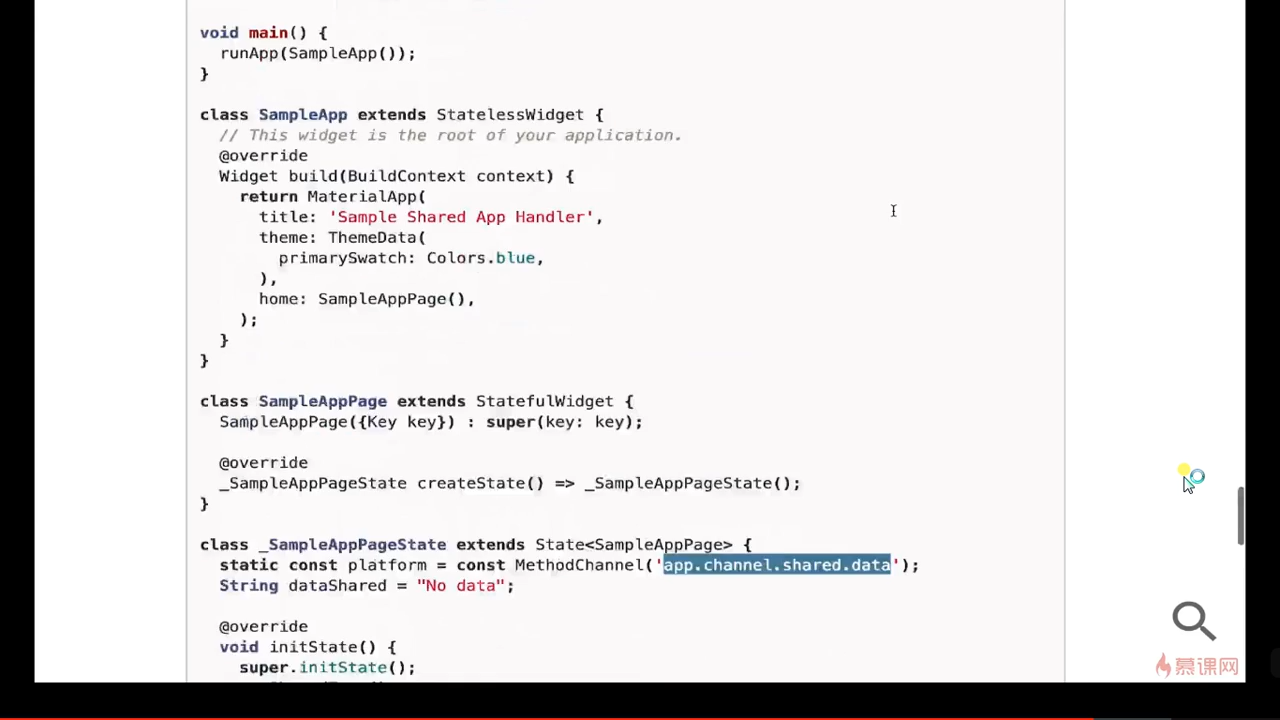 void main() {
  runApp(SampleApp());
}
class SampleApp extends StatelessWidget {
  // This widget is the root of your application.
  @override
  Widget build(BuildContext context) {
    return MaterialApp(
      title: 'Sample Shared App Handler',
      theme: ThemeData(
        primarySwatch: Colors.blue,
      ),
      home: SampleAppPage(),
    );
  }
}
class SampleAppPage extends StatefulWidget {
  SampleAppPage({Key key}) : super(key: key);
  @override
  _SampleAppPageState createState() => _SampleAppPageState();
}
class _SampleAppPageState extends State<SampleAppPage> {
  static const platform = const MethodChannel('app.channel.shared.data');
  String dataShared = "No data";
  @override
  void initState() {
    super.initState();
慕课网